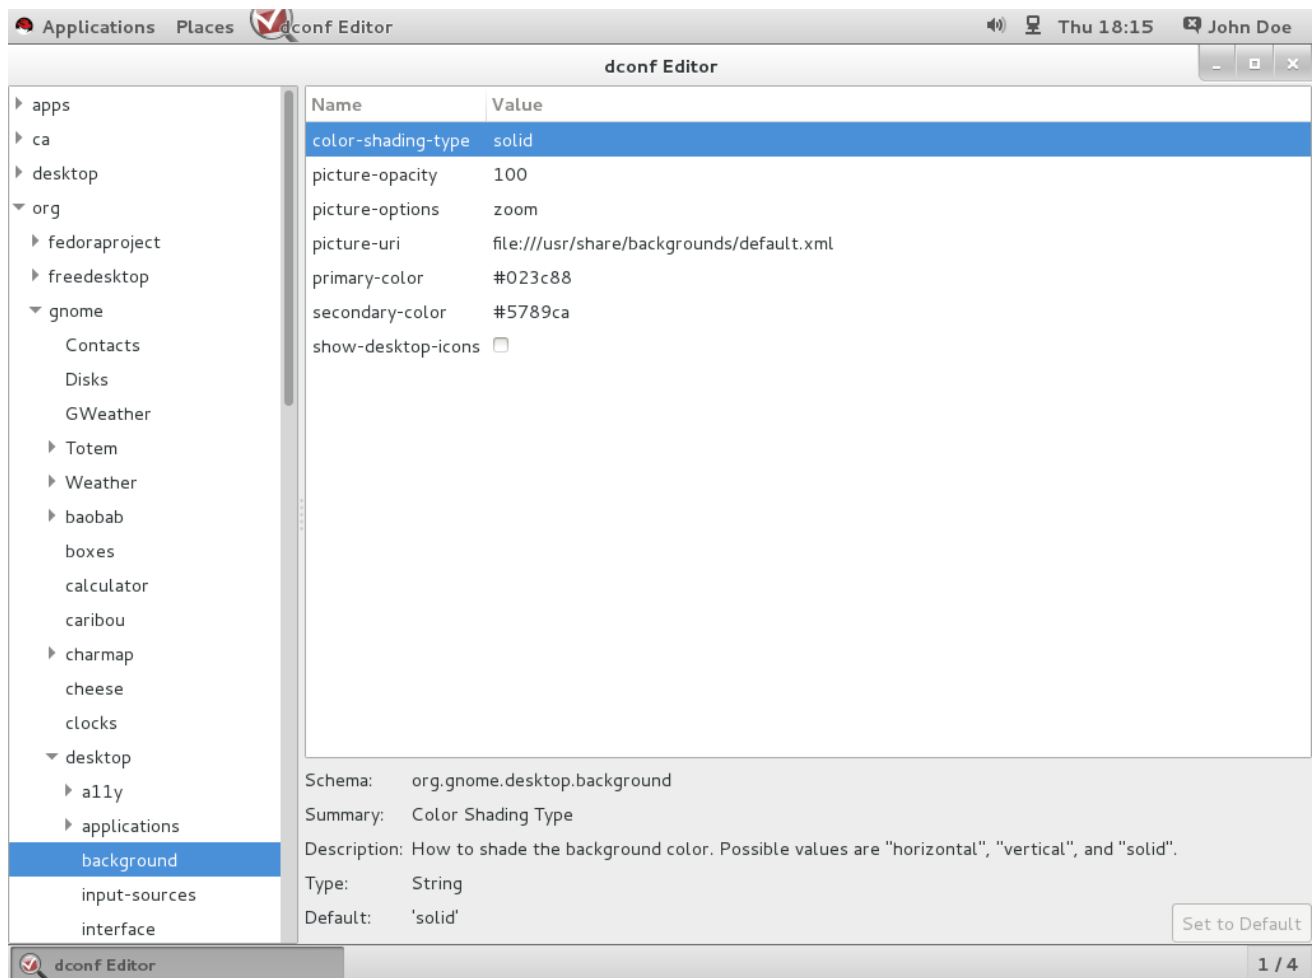 Applications Places dconf Editor Thu 18:15 John Doe
dconf Editor
apps
ca
desktop
org
fedoraproject
freedesktop
gnome
Contacts
Disks
GWeather
Totem
Weather
baobab
boxes
calculator
caribou
charmap
cheese
clocks
desktop
a11y
applications
background
input-sources
interface
Name Value
color-shading-type solid
picture-opacity 100
picture-options zoom
picture-uri file:///usr/share/backgrounds/default.xml
primary-color #023c88
secondary-color #5789ca
show-desktop-icons
Schema: org.gnome.desktop.background
Summary: Color Shading Type
Description: How to shade the background color. Possible values are "horizontal", "vertical", and "solid".
Type: String
Default: 'solid'
Set to Default
dconf Editor 1 / 4